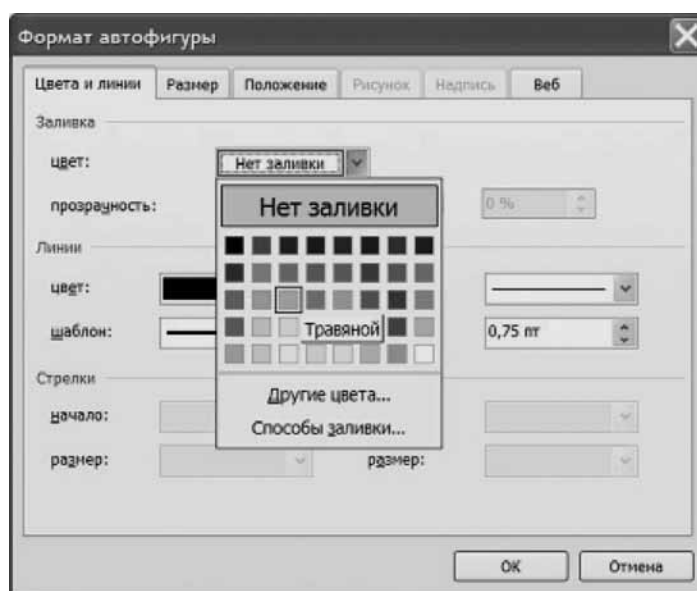 Формат автофигуры
Цвета и линии Размер Положение Рисунок Надпись Веб
Заливка
цвет: Нет заливки
прозрачность: Нет заливки 0 %
Линии
цвет:
Травяной
шаблон: 0,75 пт
Стрелки
Другие цвета...
начало:
Способы заливки...
размер: размер:
ОК Отмена